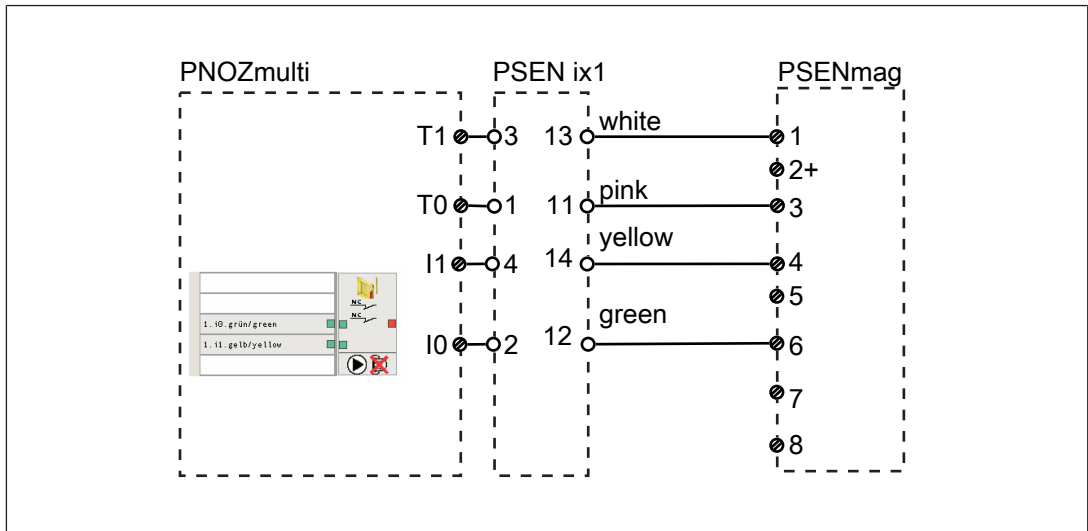 PNOZmulti PSEN ix1 PSENmag
T1 3 13 white 1
2+
T0 1 11 pink 3
yellow
I1 4 14 4
5
N C
N C
1. i0.grün/green
green
1. i1.gelb/yellow I0 2 12 6
7
8